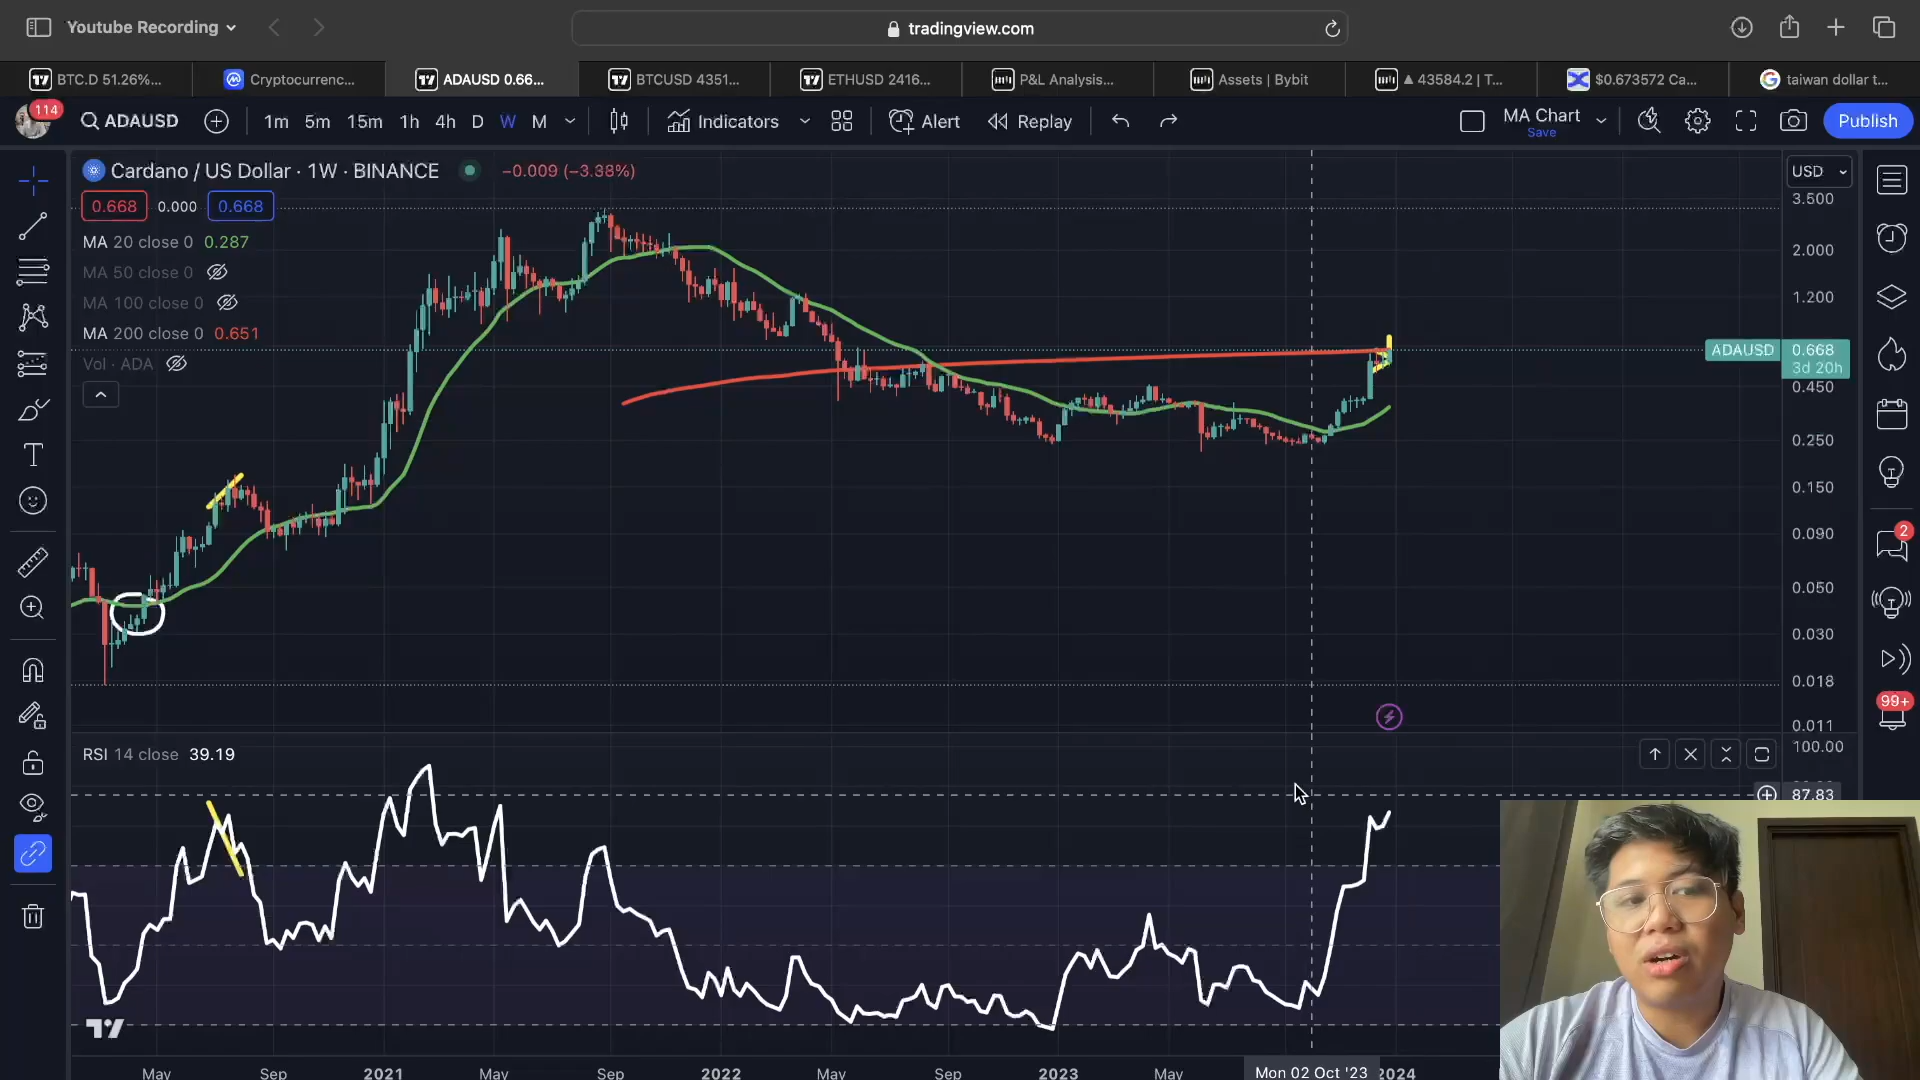 Youtube Recording
tradingview.com
BTC.D 51.26%...
Cryptocurrenc...
ADAUSD 0.66...
BTCUSD 4351...
ETHUSD 2416...
P&L Analysis...
Assets | Bybit
▲ 43584.2 | T...
$0.673572 Ca...
taiwan dollar t...
114
ADAUSD
1m 5m 15m 1h 4h D W M
Indicators
Alert
Replay
MA Chart
Save
Publish
Cardano / US Dollar · 1W · BINANCE
−0.009 (−3.38%)
USD
0.668 0.000 0.668
MA 20 close 0 0.287
MA 50 close 0
MA 100 close 0
MA 200 close 0 0.651
Vol · ADA
3.500
2.000
1.200
ADAUSD 0.668
3d 20h
0.450
0.250
0.150
0.090
0.050
0.030
0.018
0.011
2
99+
RSI 14 close 39.19
100.00
87.83
May Sep 2021 May Sep 2022 May Sep 2023 May Mon 02 Oct '23 2024